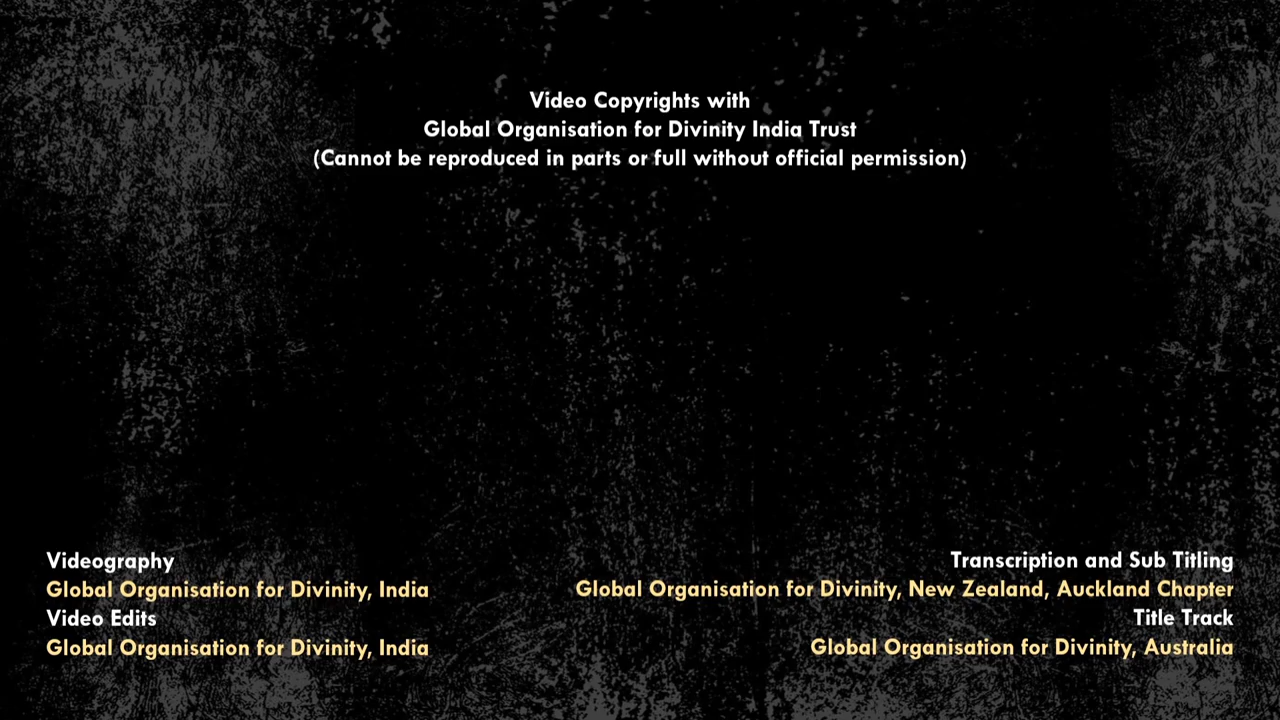 Video Copyrights with
Global Organisation for Divinity India Trust
(Cannot be reproduced in parts or full without official permission)
Videography
Global Organisation for Divinity, India
Video Edits
Global Organisation for Divinity, India
Transcription and Sub Titling
Global Organisation for Divinity, New Zealand, Auckland Chapter
Title Track
Global Organisation for Divinity, Australia